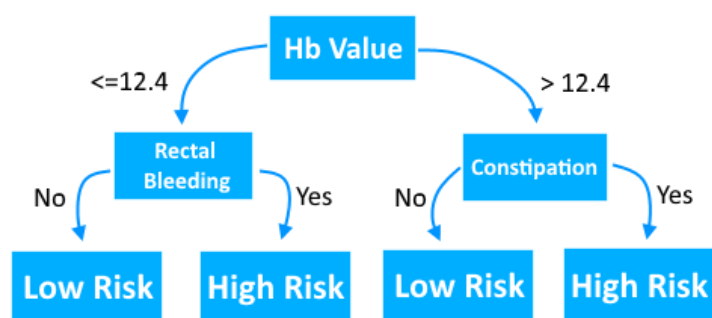 Hb Value
<=12.4
> 12.4
Rectal
Bleeding
Constipation
No
Yes
No
Yes
Low Risk
High Risk
Low Risk
High Risk